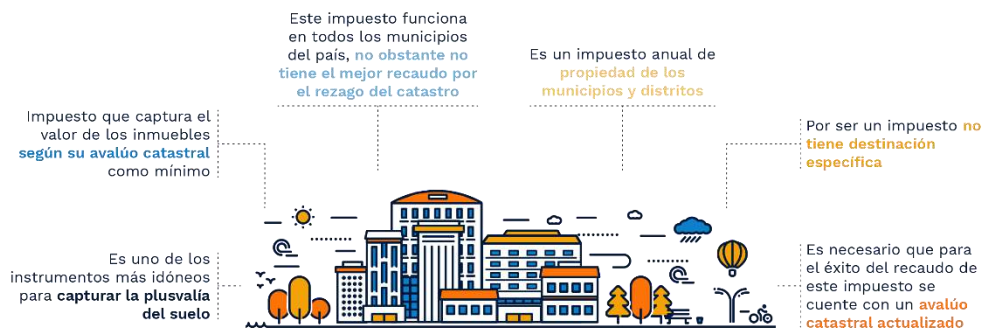 Este impuesto funciona
en todos los municipios
del país, no obstante no
tiene el mejor recaudo por
el rezago del catastro
Es un impuesto anual de
propiedad de los
municipios y distritos
Impuesto que captura el
valor de los inmuebles
según su avalúo catastral
como mínimo
Por ser un impuesto no
tiene destinación
específica
Es uno de los
instrumentos más idóneos
para capturar la plusvalía
del suelo
Es necesario que para
el éxito del recaudo de
este impuesto se
cuente con un avalúo
catastral actualizado